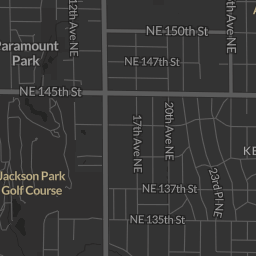 12th Ave NE
NE 150th St
Paramount
Park
NE 147th St
NE 145th St
17th Ave NE
20th Ave NE
Jackson Park
Golf Course
23rd Pl NE
NE 137th St
NE 135th St